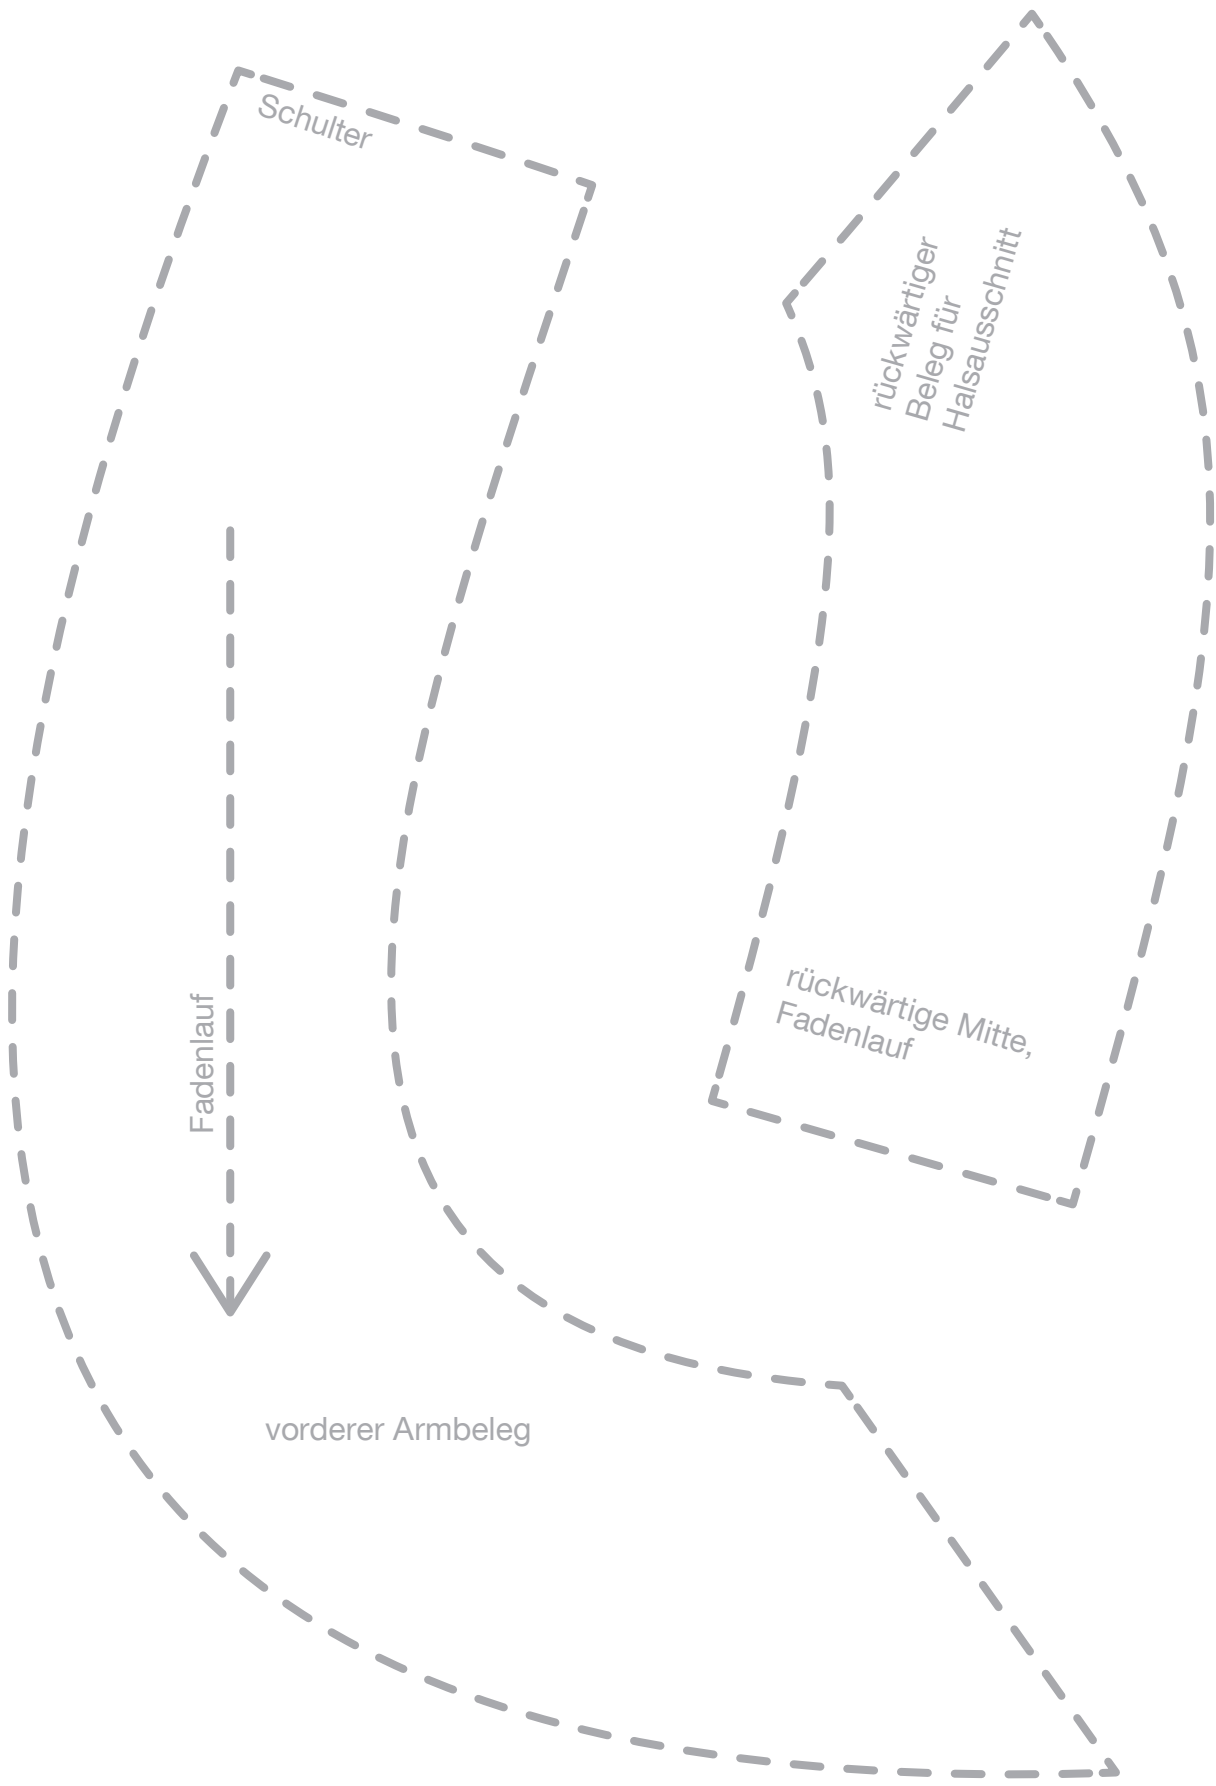 Schulter
rückwärtiger
Beleg für
Halsausschnitt
Fadenlauf
rückwärtige Mitte,
Fadenlauf
vorderer Armbeleg